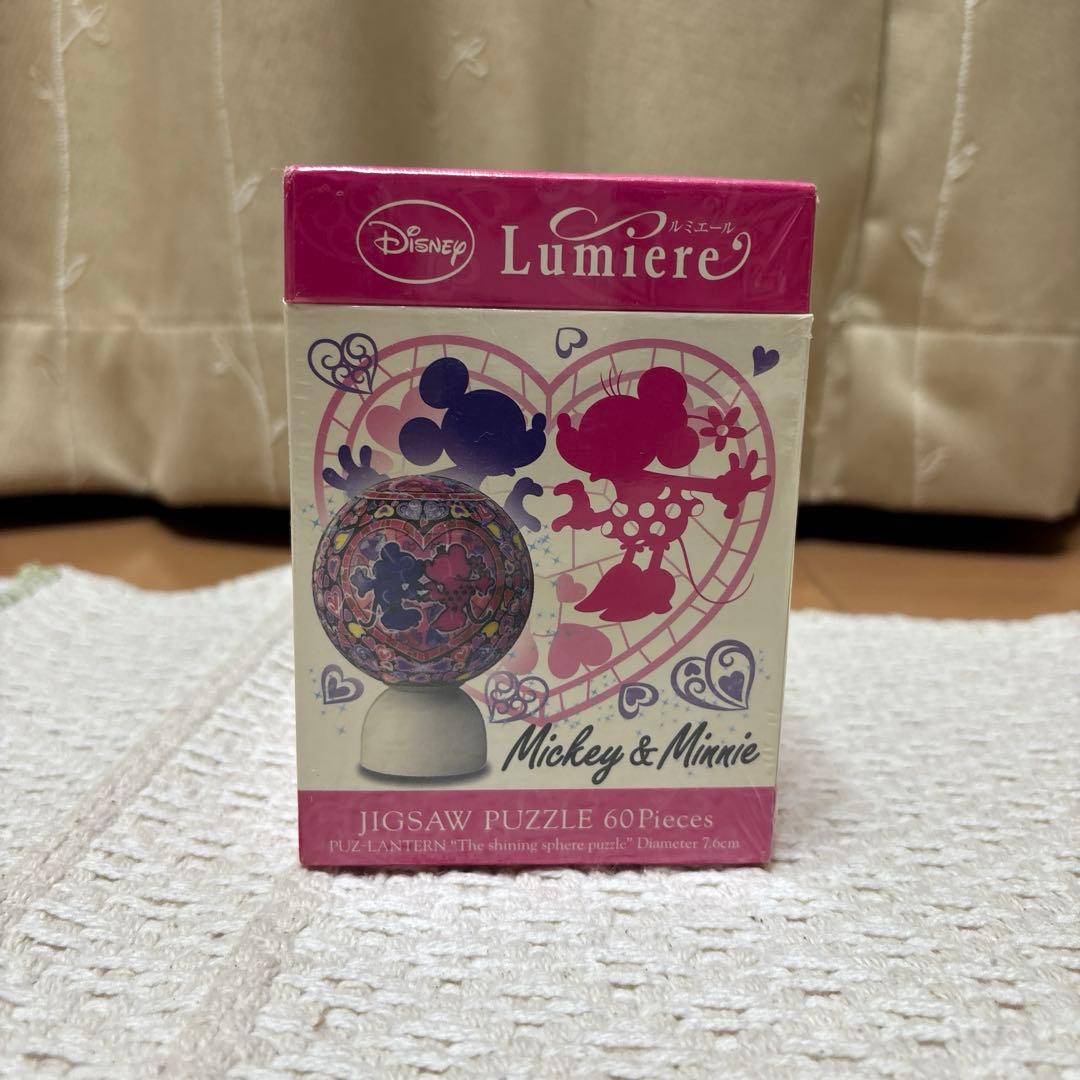 Disney
ルミエール
Lumiere
Mickey & Minnie
JIGSAW PUZZLE 60 Pieces
PUZ-LANTERN "The shining sphere puzzle" Diameter 7.6cm